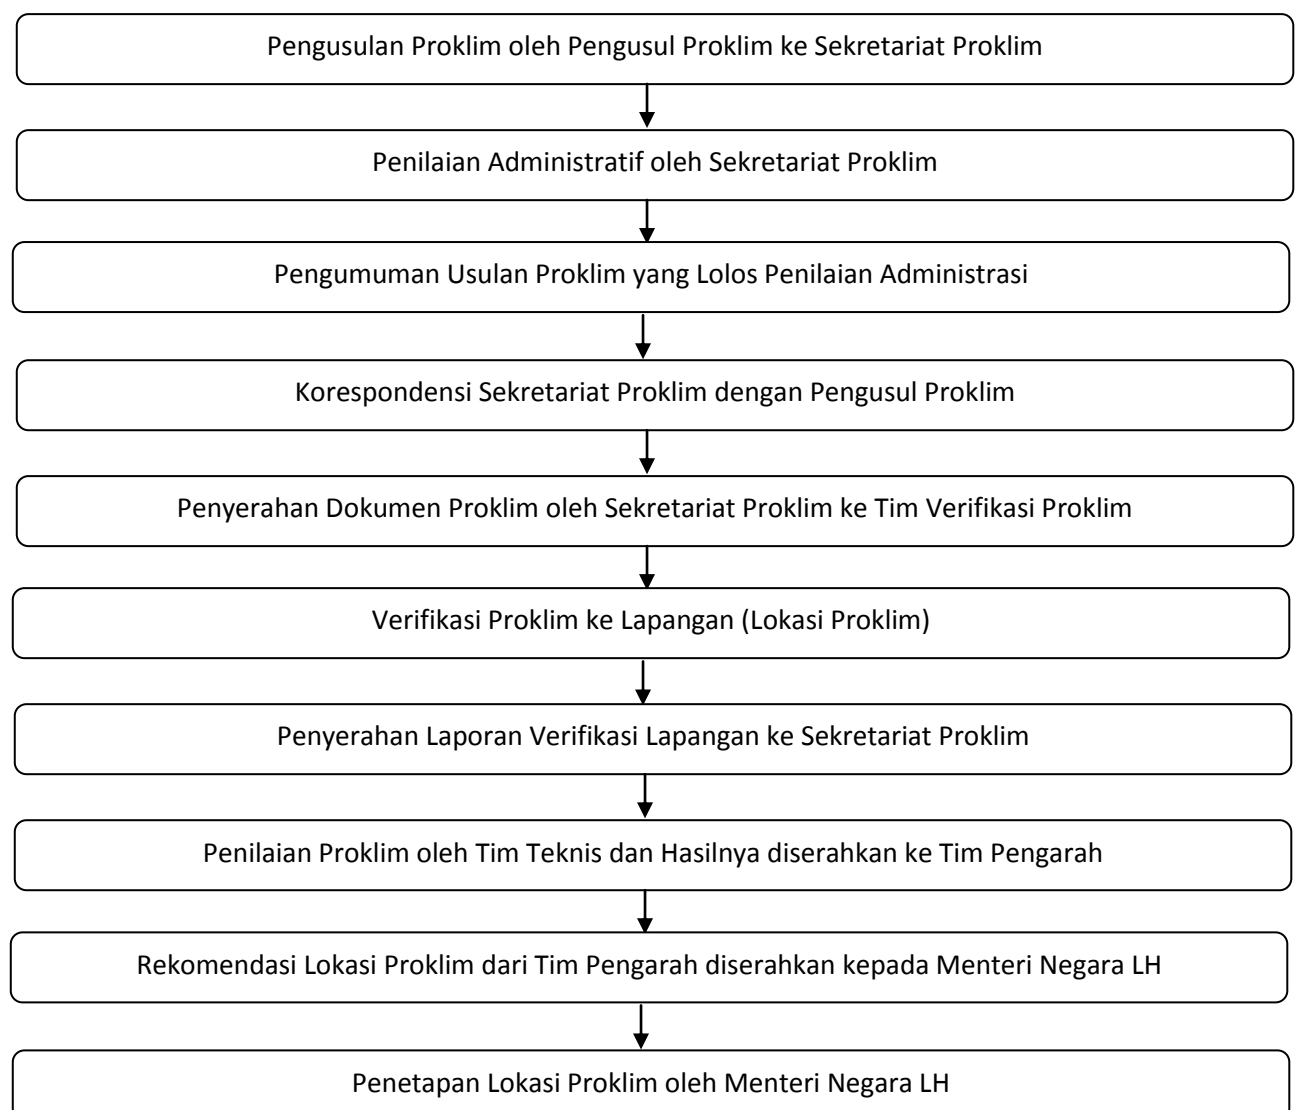 Pengusulan Proklim oleh Pengusul Proklim ke Sekretariat Proklim
Penilaian Administratif oleh Sekretariat Proklim
Pengumuman Usulan Proklim yang Lolos Penilaian Administrasi
Korespondensi Sekretariat Proklim dengan Pengusul Proklim
Penyerahan Dokumen Proklim oleh Sekretariat Proklim ke Tim Verifikasi Proklim
Verifikasi Proklim ke Lapangan (Lokasi Proklim)
Penyerahan Laporan Verifikasi Lapangan ke Sekretariat Proklim
Penilaian Proklim oleh Tim Teknis dan Hasilnya diserahkan ke Tim Pengarah
Rekomendasi Lokasi Proklim dari Tim Pengarah diserahkan kepada Menteri Negara LH
Penetapan Lokasi Proklim oleh Menteri Negara LH